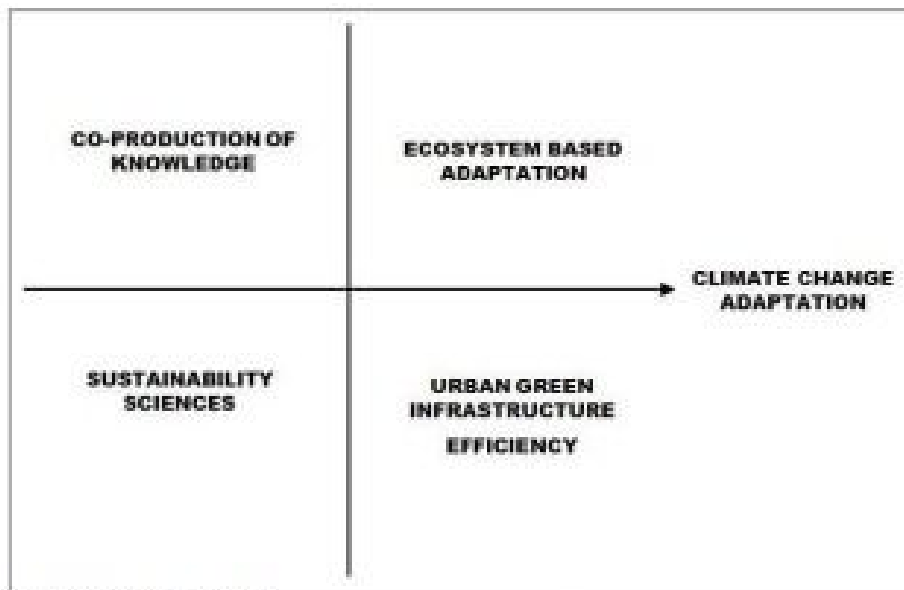 CO-PRODUCTION OF
KNOWLEDGE
ECOSYSTEM BASED
ADAPTATION
CLIMATE CHANGE
ADAPTATION
SUSTAINABILITY
SCIENCES
URBAN GREEN
INFRASTRUCTURE
EFFICIENCY